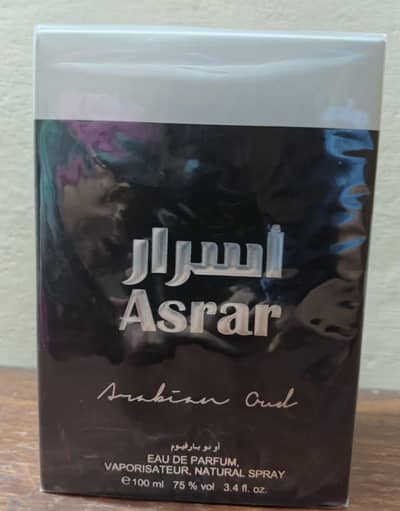 أسرار
Asrar
Arabian Oud
أو دو بارفيوم
EAU DE PARFUM,
VAPORISATEUR, NATURAL SPRAY
℮ 100 ml 75 % vol 3.4 fl. oz.